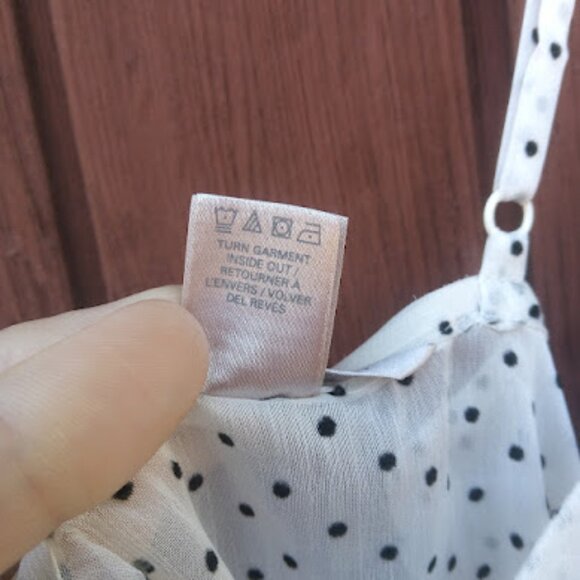 TURN GARMENT
INSIDE OUT /
RETOURNER À
L'ENVERS / VOLVER
DEL REVÉS